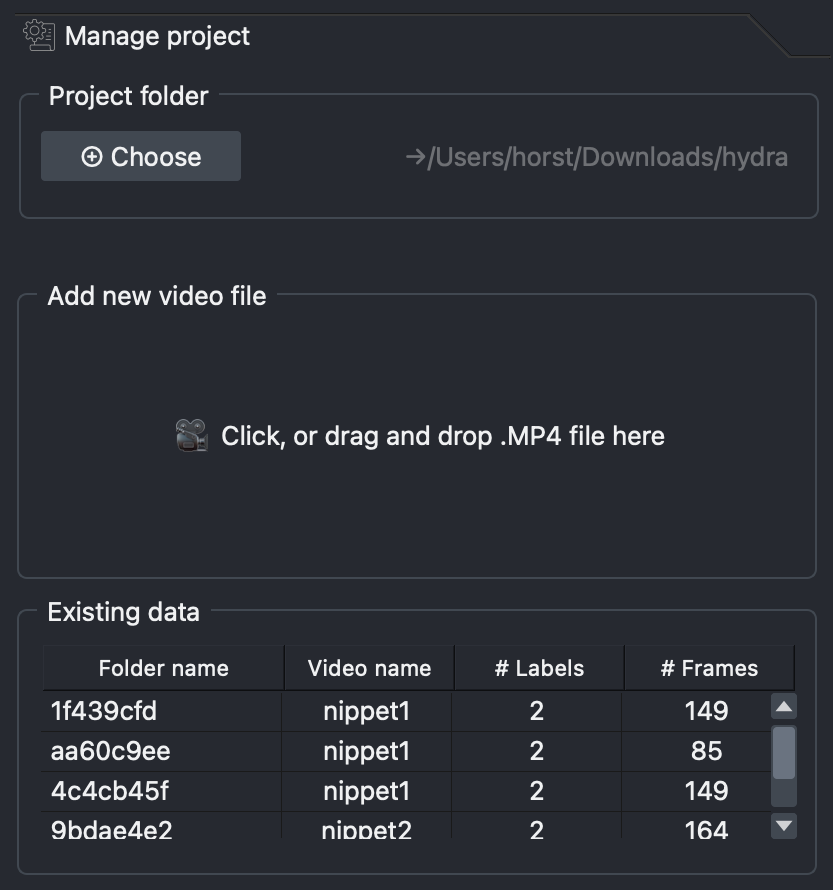 Manage project
Project folder
Choose →/Users/horst/Downloads/hydra
Add new video file
Click, or drag and drop .MP4 file here
Existing data
Folder name Video name # Labels # Frames
1f439cfd nippet1 2 149
aa60c9ee nippet1 2 85
4c4cb45f nippet1 2 149
9bdae4e2 nippet2 2 164